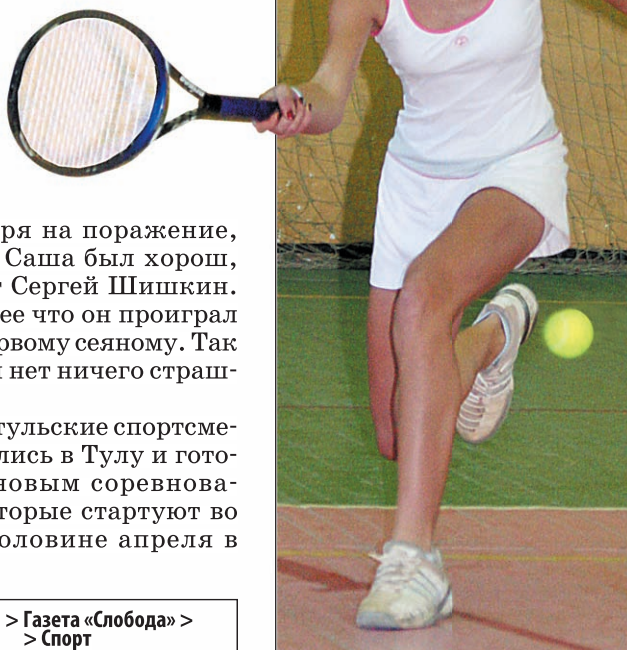 ря на поражение,
Саша был хорош,
Сергей Шишкин.
ее что он проиграл
рвому сеяному. Так
нет ничего страш-
тульские спортсме-
лись в Тулу и гото-
новым соревнова-
торые стартуют во
оловине апреля в
> Газета «Слобода» >
> Спорт